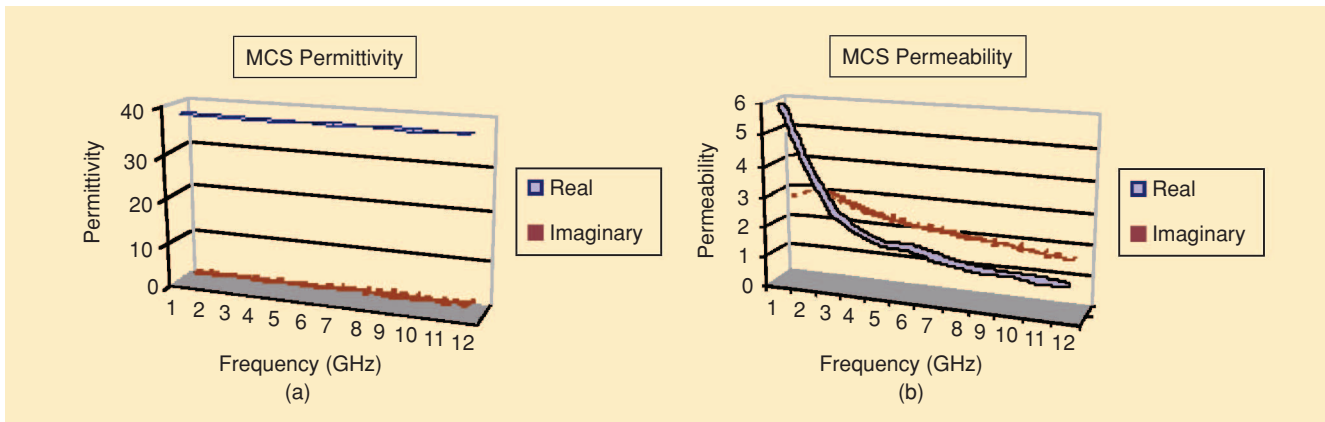 MCS Permittivity
40
30
20
10
0
Permittivity
1 2 3 4 5 6 7 8 9 10 11 12
Frequency (GHz)
(a)
Real
Imaginary
MCS Permeability
6
5
4
3
2
1
0
Permeability
1 2 3 4 5 6 7 8 9 10 11 12
Frequency (GHz)
(b)
Real
Imaginary